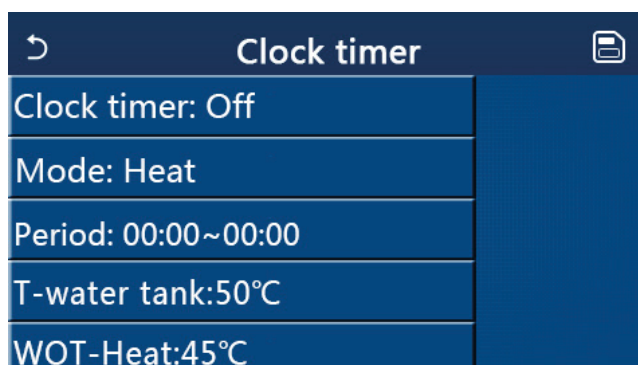 Clock timer
Clock timer: Off
Mode: Heat
Period: 00:00~00:00
T-water tank:50℃
WOT-Heat:45℃